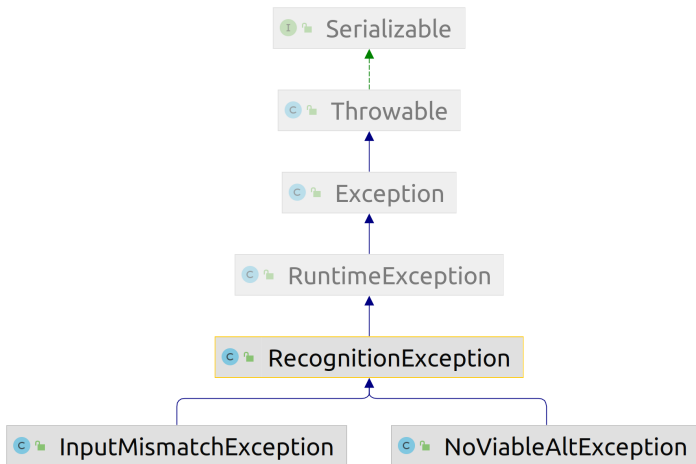 I Serializable
C Throwable
C Exception
C RuntimeException
C RecognitionException
C InputMismatchException
C NoViableAltException